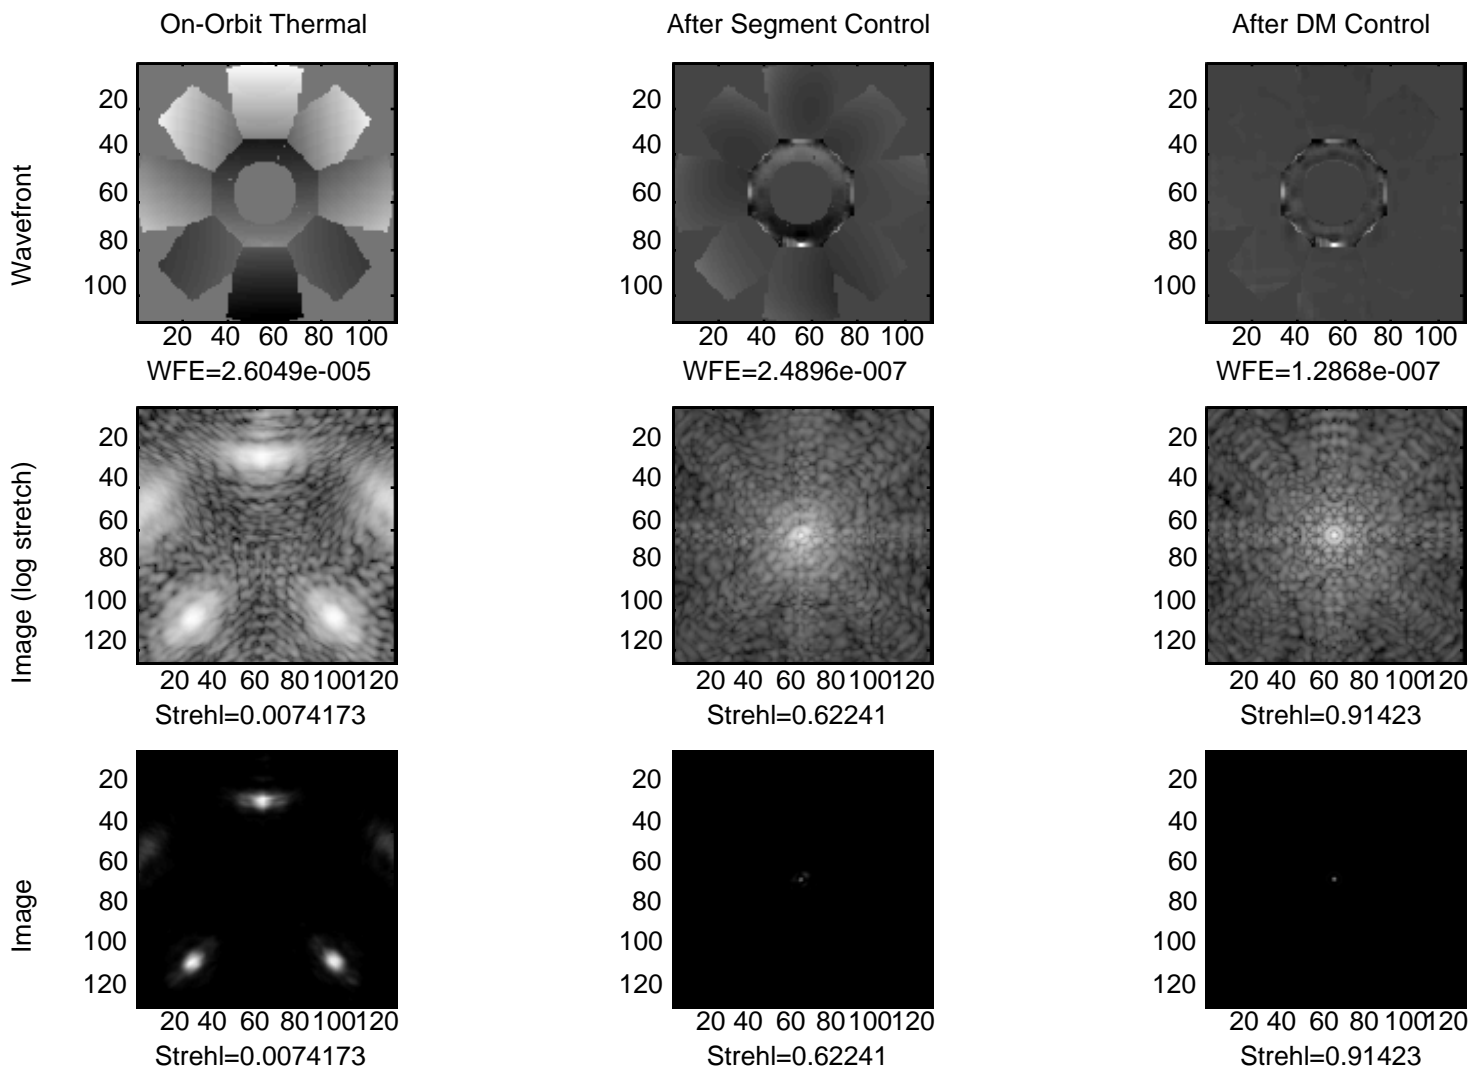 On-Orbit Thermal After Segment Control After DM Control
Wavefront
20 20 20
40 40 40
60 60 60
80 80 80
100 100 100
20 40 60 80 100 20 40 60 80 100 20 40 60 80 100
WFE=2.6049e-005 WFE=2.4896e-007 WFE=1.2868e-007
Image (log stretch)
20 20 20
40 40 40
60 60 60
80 80 80
100 100 100
120 120 120
20 40 60 80 100 120 20 40 60 80 100 120 20 40 60 80 100 120
Strehl=0.0074173 Strehl=0.62241 Strehl=0.91423
Image
20 20 20
40 40 40
60 60 60
80 80 80
100 100 100
120 120 120
20 40 60 80 100 120 20 40 60 80 100 120 20 40 60 80 100 120
Strehl=0.0074173 Strehl=0.62241 Strehl=0.91423